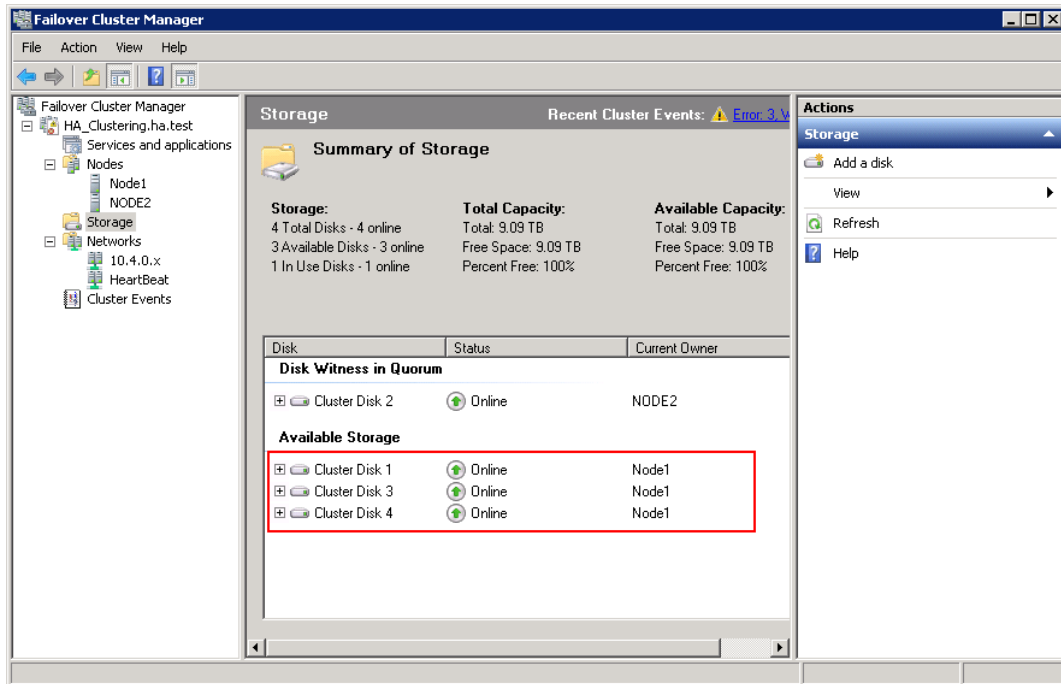 Failover Cluster Manager
File Action View Help
Failover Cluster Manager
HA_Clustering.ha.test
Services and applications
Nodes
Node1
NODE2
Storage
Networks
10.4.0.x
HeartBeat
Cluster Events
Storage Recent Cluster Events: Error: 3, W
Summary of Storage
Storage: Total Capacity: Available Capacity:
4 Total Disks - 4 online Total: 9.09 TB Total: 9.09 TB
3 Available Disks - 3 online Free Space: 9.09 TB Free Space: 9.09 TB
1 In Use Disks - 1 online Percent Free: 100% Percent Free: 100%
Disk Status Current Owner
Disk Witness in Quorum
Cluster Disk 2 Online NODE2
Available Storage
Cluster Disk 1 Online Node1
Cluster Disk 3 Online Node1
Cluster Disk 4 Online Node1
Actions
Storage
Add a disk
View
Refresh
Help